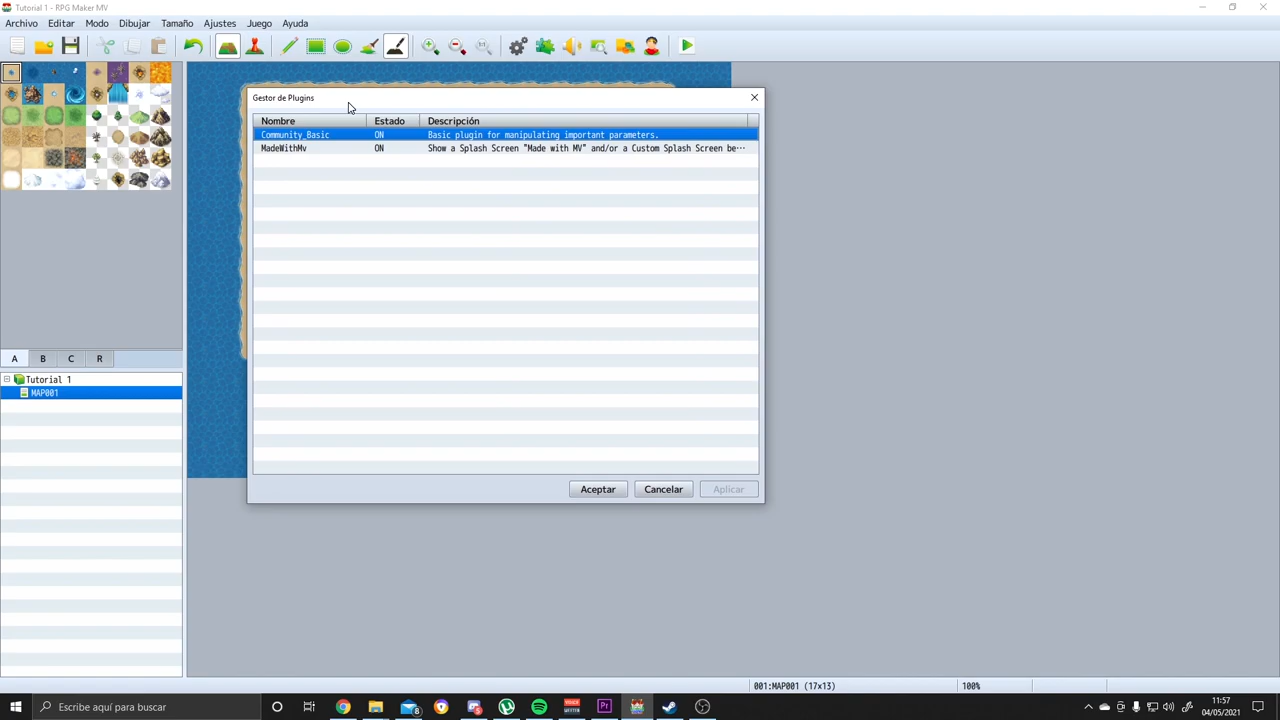 Tutorial 1 - RPG Maker MV
Archivo Editar Modo Dibujar Tamaño Ajustes Juego Ayuda
Gestor de Plugins
Nombre Estado Descripción
Community_Basic ON Basic plugin for manipulating important parameters.
MadeWithMv ON Show a Splash Screen "Made with MV" and/or a Custom Splash Screen be…
A B C R
Tutorial 1
MAP001
Aceptar Cancelar Aplicar
001:MAP001 (17x13) 100%
Escribe aquí para buscar
8
Pr
11:57
04/05/2021